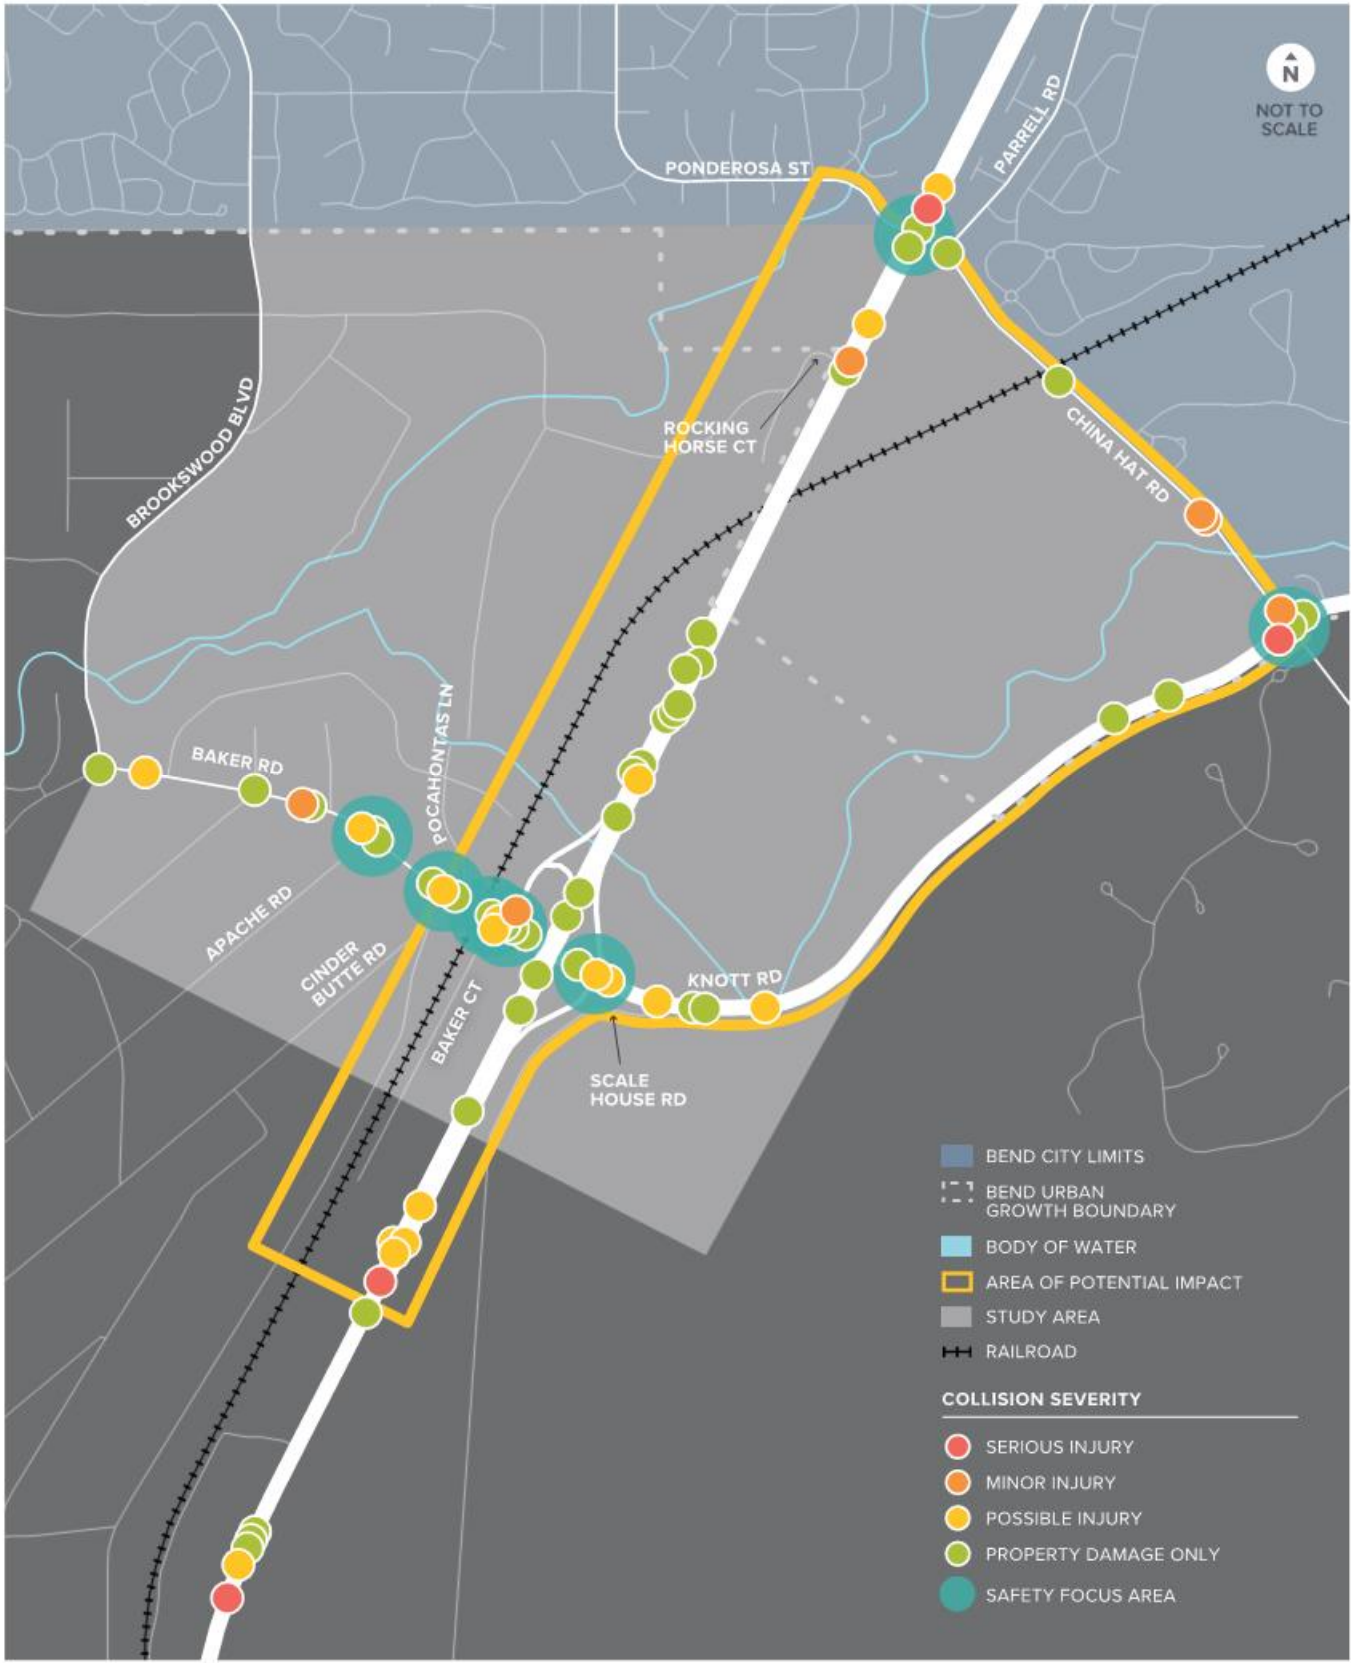 N
NOT TO
SCALE
PARRELL RD
PONDEROSA ST
BROOKSWOOD BLVD
ROCKING
HORSE CT
CHINA HAT RD
POCAHONTAS LN
BAKER RD
APACHE RD
CINDER
BUTTE RD
BAKER CT
KNOTT RD
SCALE
HOUSE RD
BEND CITY LIMITS
BEND URBAN
GROWTH BOUNDARY
BODY OF WATER
AREA OF POTENTIAL IMPACT
STUDY AREA
RAILROAD
COLLISION SEVERITY
SERIOUS INJURY
MINOR INJURY
POSSIBLE INJURY
PROPERTY DAMAGE ONLY
SAFETY FOCUS AREA